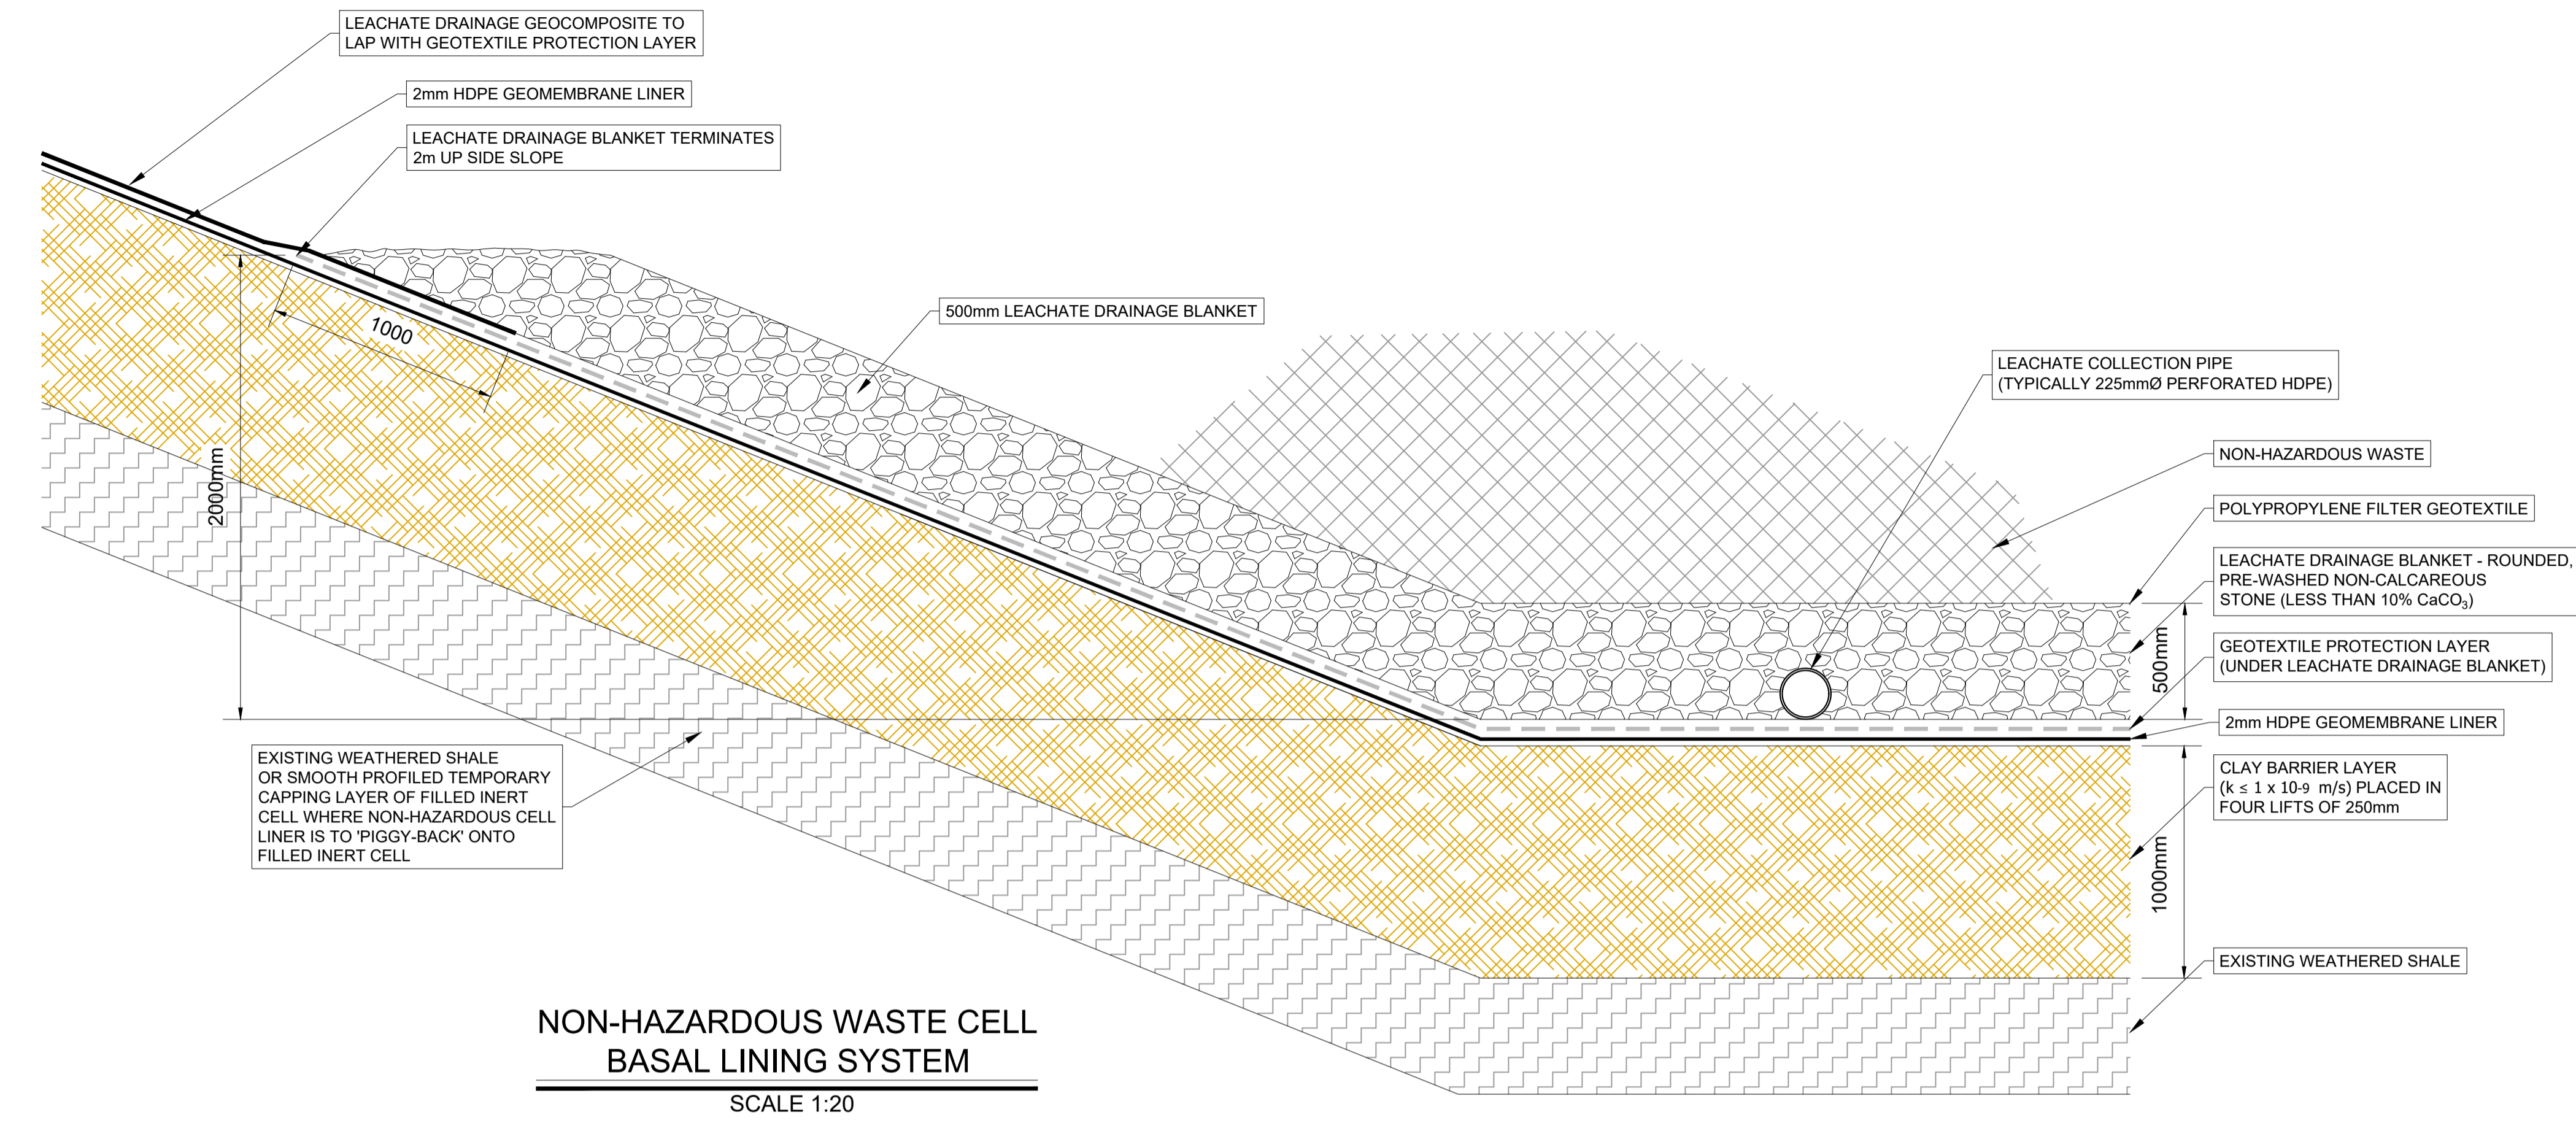 LEACHATE DRAINAGE GEOCOMPOSITE TO
LAP WITH GEOTEXTILE PROTECTION LAYER
2mm HDPE GEOMEMBRANE LINER
LEACHATE DRAINAGE BLANKET TERMINATES
2m UP SIDE SLOPE
1000
2000mm
500mm LEACHATE DRAINAGE BLANKET
LEACHATE COLLECTION PIPE
(TYPICALLY 225mmØ PERFORATED HDPE)
NON-HAZARDOUS WASTE
POLYPROPYLENE FILTER GEOTEXTILE
LEACHATE DRAINAGE BLANKET - ROUNDED,
PRE-WASHED NON-CALCAREOUS
STONE (LESS THAN 10% CaCO₃)
500mm
GEOTEXTILE PROTECTION LAYER
(UNDER LEACHATE DRAINAGE BLANKET)
2mm HDPE GEOMEMBRANE LINER
CLAY BARRIER LAYER
(k ≤ 1 x 10-9 m/s) PLACED IN
FOUR LIFTS OF 250mm
1000mm
EXISTING WEATHERED SHALE
EXISTING WEATHERED SHALE
OR SMOOTH PROFILED TEMPORARY
CAPPING LAYER OF FILLED INERT
CELL WHERE NON-HAZARDOUS CELL
LINER IS TO 'PIGGY-BACK' ONTO
FILLED INERT CELL
NON-HAZARDOUS WASTE CELL
BASAL LINING SYSTEM
SCALE 1:20